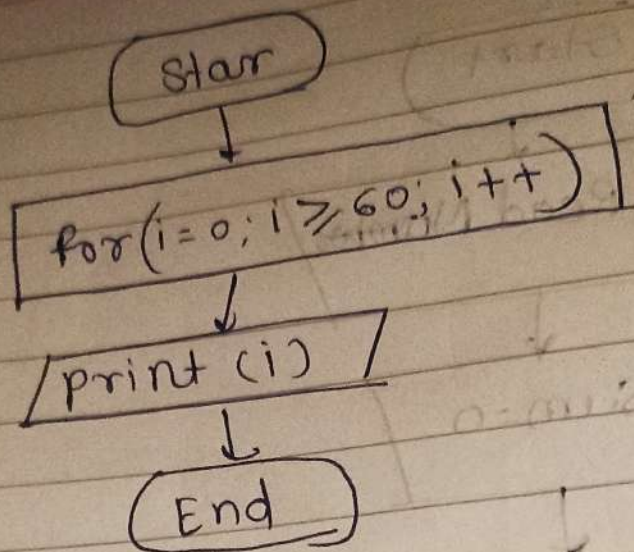 Star
for(i=0; i≥60; i++)
print (i)
End